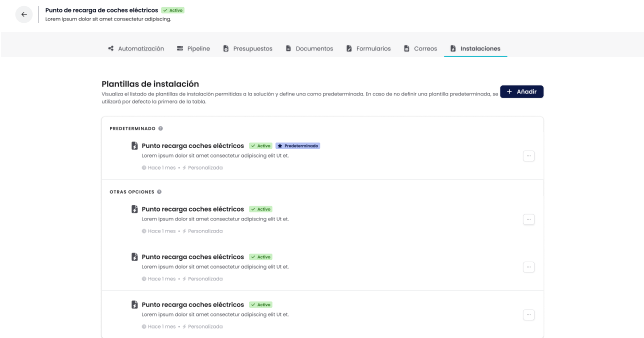 Punto de recarga de coches eléctricos Activo
Lorem ipsum dolor sit amet consectetur adipiscing.
Automatización Pipeline Presupuestos Documentos Formularios Correos Instalaciones
Plantillas de instalación
Visualiza el listado de plantillas de instalación permitidas a la solución y define una como predeterminada. En caso de no definir una plantilla predeterminada, se
utilizará por defecto la primera de la tabla.
+ Añadir
PREDETERMINADO
Punto recarga coches eléctricos Activo Predeterminado
Lorem ipsum dolor sit amet consectetur adipiscing elit Ut et.
Hace 1 mes • Personalizado
OTRAS OPCIONES
Punto recarga coches eléctricos Activo
Lorem ipsum dolor sit amet consectetur adipiscing elit Ut et.
Hace 1 mes • Personalizado
Punto recarga coches eléctricos Activo
Lorem ipsum dolor sit amet consectetur adipiscing elit Ut et.
Hace 1 mes • Personalizado
Punto recarga coches eléctricos Activo
Lorem ipsum dolor sit amet consectetur adipiscing elit Ut et.
Hace 1 mes • Personalizado